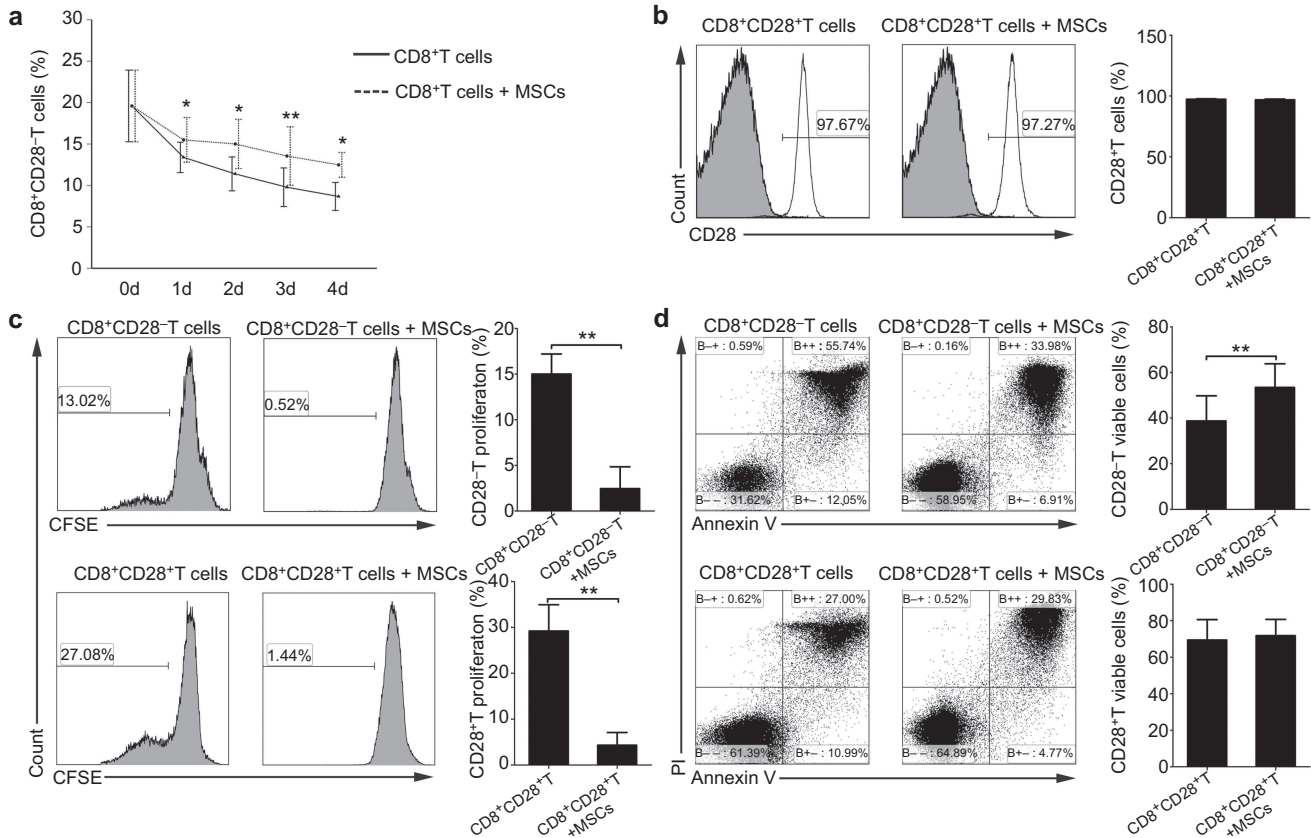 a
CD8+CD28−T cells (%)
30
25
20
15
10
5
0
0d 1d 2d 3d 4d
* * ** *
CD8+T cells
CD8+T cells + MSCs
b
CD8+CD28+T cells CD8+CD28+T cells + MSCs
97.67% 97.27%
Count
CD28
CD28+T cells (%)
150
100
50
0
CD8+CD28+T
CD8+CD28+T
+MSCs
c
CD8+CD28−T cells CD8+CD28−T cells + MSCs
13.02% 0.52%
CFSE
CD28−T proliferaton (%)
20
15
10
5
0
**
CD8+CD28−T
CD8+CD28−T
+MSCs
CD8+CD28+T cells CD8+CD28+T cells + MSCs
27.08% 1.44%
Count
CFSE
CD28+T proliferaton (%)
40
30
20
10
0
**
CD8+CD28+T
CD8+CD28+T
+MSCs
d
CD8+CD28−T cells CD8+CD28−T cells + MSCs
B−+ : 0.59% B++ : 55.74% B−+ : 0.16% B++ : 33.98%
B− − : 31.62% B+− : 12.05% B− − : 58.95% B+− : 6.91%
Annexin V
CD28−T viable cells (%)
80
60
40
20
0
**
CD8+CD28−T
CD8+CD28−T
+MSCs
CD8+CD28+T cells CD8+CD28+T cells + MSCs
B−+ : 0.62% B++ : 27.00% B−+ : 0.52% B++ : 29.83%
B− − : 61.39% B+− : 10.99% B− − : 64.89% B+− : 4.77%
PI
Annexin V
CD28+T viable cells (%)
100
80
60
40
20
0
CD8+CD28+T
CD8+CD28+T
+MSCs